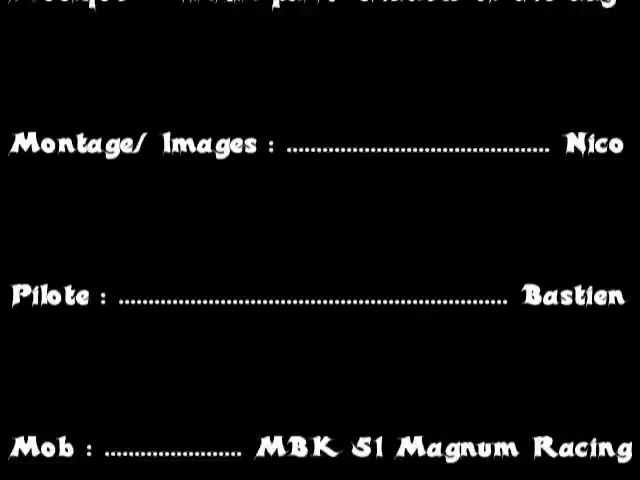 Montage/ Images : ............................................ Nico
Pilote : ................................................................. Bastien
Mob : ....................... MBK 51 Magnum Racing